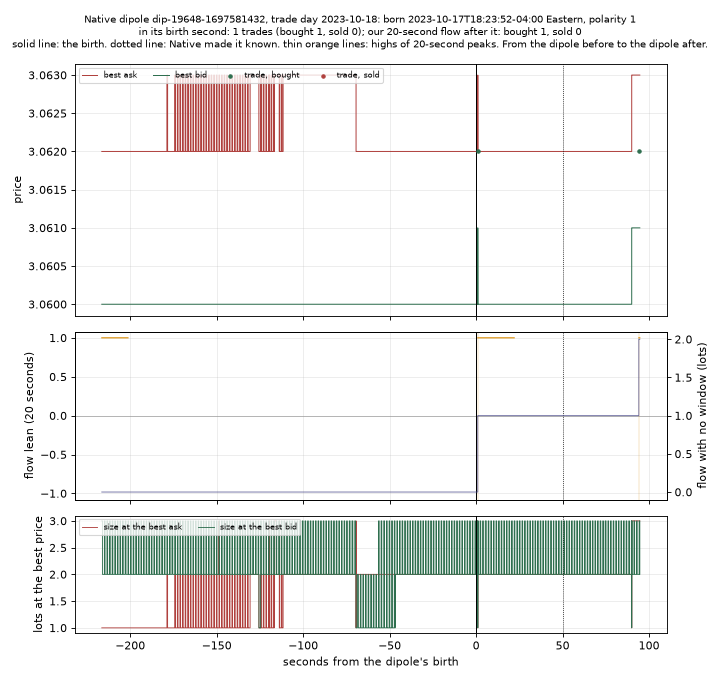 Native dipole dip-19648-1697581432, trade day 2023-10-18: born 2023-10-17T18:23:52-04:00 Eastern, polarity 1
in its birth second: 1 trades (bought 1, sold 0); our 20-second flow after it: bought 1, sold 0
solid line: the birth. dotted line: Native made it known. thin orange lines: highs of 20-second peaks. From the dipole before to the dipole after.
best ask best bid trade, bought trade, sold
3.0630
3.0625
3.0620
3.0615
3.0610
3.0605
3.0600
price
1.0
0.5
0.0
−0.5
−1.0
flow lean (20 seconds)
2.0
1.5
1.0
0.5
0.0
flow with no window (lots)
size at the best ask size at the best bid
3.0
2.5
2.0
1.5
1.0
lots at the best price
−200 −150 −100 −50 0 50 100
seconds from the dipole's birth